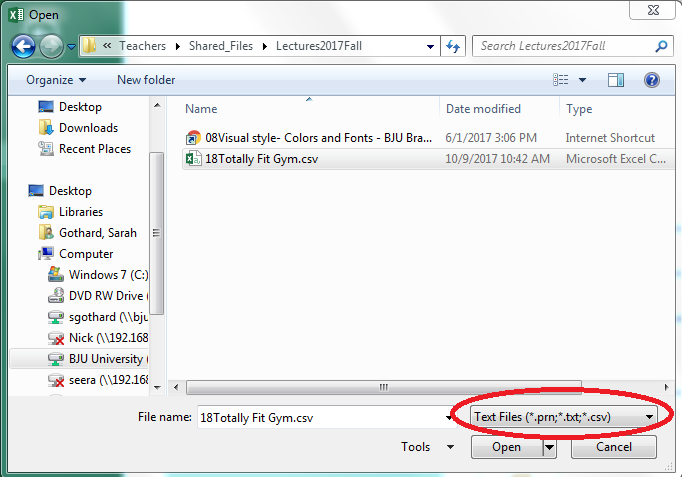 Open
« Teachers ▸ Shared_Files ▸ Lectures2017Fall ▸
Search Lectures2017Fall
Organize
New folder
Name
Date modified
Type
08Visual style- Colors and Fonts - BJU Bra... 6/1/2017 3:06 PM Internet Shortcut
18Totally Fit Gym.csv 10/9/2017 10:42 AM Microsoft Excel C...
Desktop
Downloads
Recent Places
Desktop
Libraries
Gothard, Sarah
Computer
Windows 7 (C:)
DVD RW Drive (
sgothard (\\bju
Nick (\\192.168
BJU University (
seera (\\192.168
File name: 18Totally Fit Gym.csv
Text Files (*.prn;*.txt;*.csv)
Tools
Open
Cancel